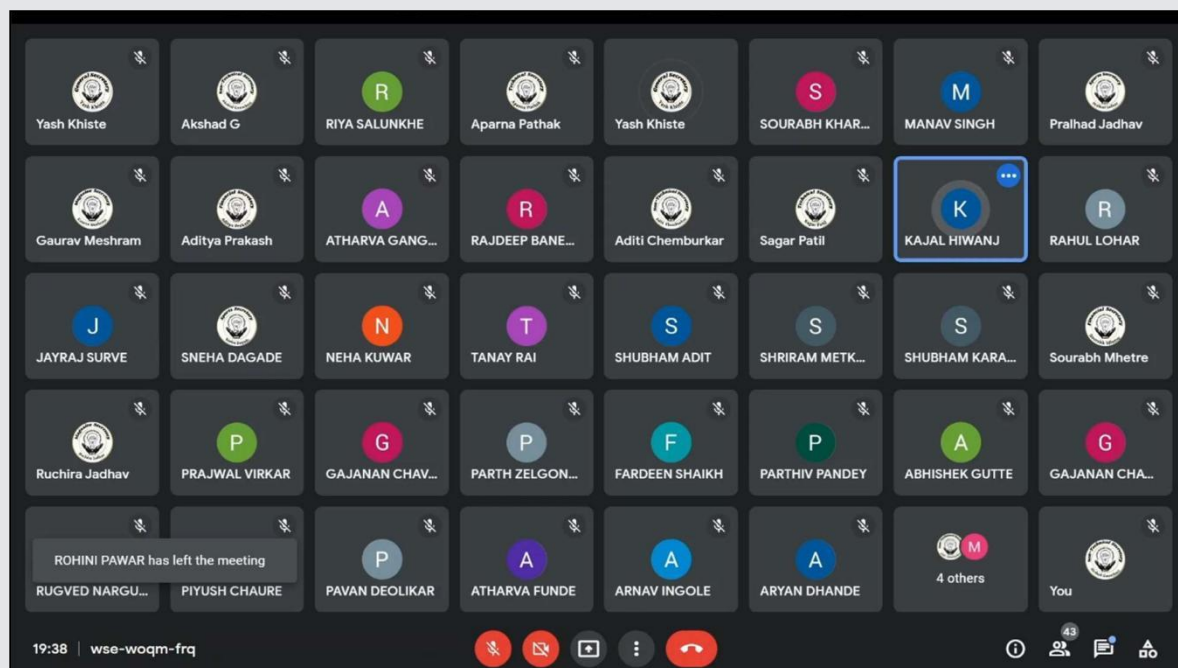 Yash Khiste
Akshad G
R
RIYA SALUNKHE
Aparna Pathak
Yash Khiste
S
SOURABH KHAR...
M
MANAV SINGH
Pralhad Jadhav
Gaurav Meshram
Aditya Prakash
A
ATHARVA GANG...
R
RAJDEEP BANE...
Aditi Chemburkar
Sagar Patil
K
KAJAL HIWANJ
R
RAHUL LOHAR
J
JAYRAJ SURVE
SNEHA DAGADE
N
NEHA KUWAR
T
TANAY RAI
S
SHUBHAM ADIT
S
SHRIRAM METK...
S
SHUBHAM KARA...
Sourabh Mhetre
Ruchira Jadhav
P
PRAJWAL VIRKAR
G
GAJANAN CHAV...
P
PARTH ZELGON...
F
FARDEEN SHAIKH
P
PARTHIV PANDEY
A
ABHISHEK GUTTE
G
GAJANAN CHA...
ROHINI PAWAR has left the meeting
RUGVED NARGU...
PIYUSH CHAURE
P
PAVAN DEOLIKAR
A
ATHARVA FUNDE
A
ARNAV INGOLE
A
ARYAN DHANDE
M
4 others
You
19:38 | wse-woqm-frq
43